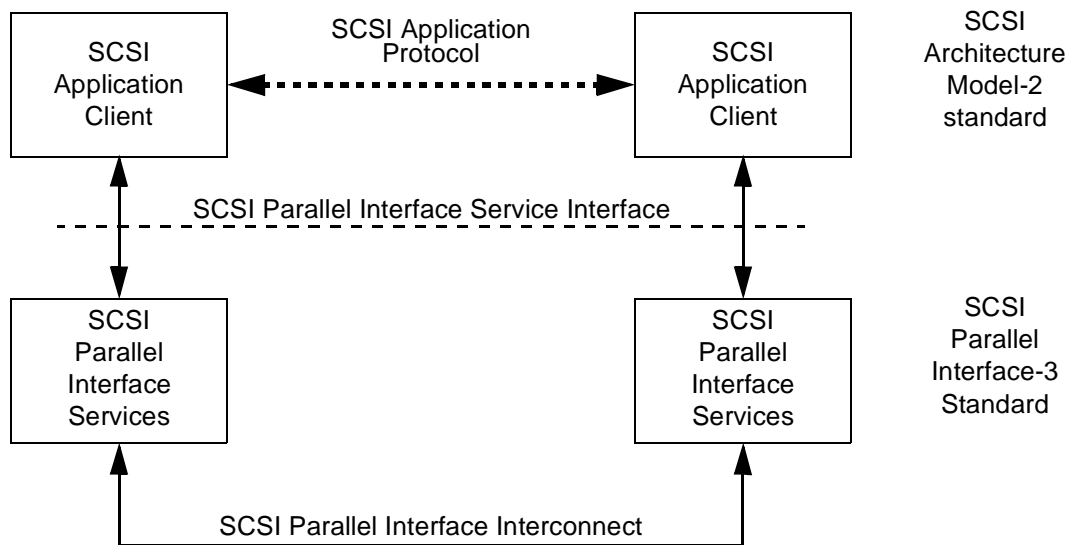 SCSI
Application
Client
SCSI Application
Protocol
SCSI
Application
Client
SCSI
Architecture
Model-2
standard
SCSI Parallel Interface Service Interface
SCSI
Parallel
Interface
Services
SCSI
Parallel
Interface
Services
SCSI
Parallel
Interface-3
Standard
SCSI Parallel Interface Interconnect